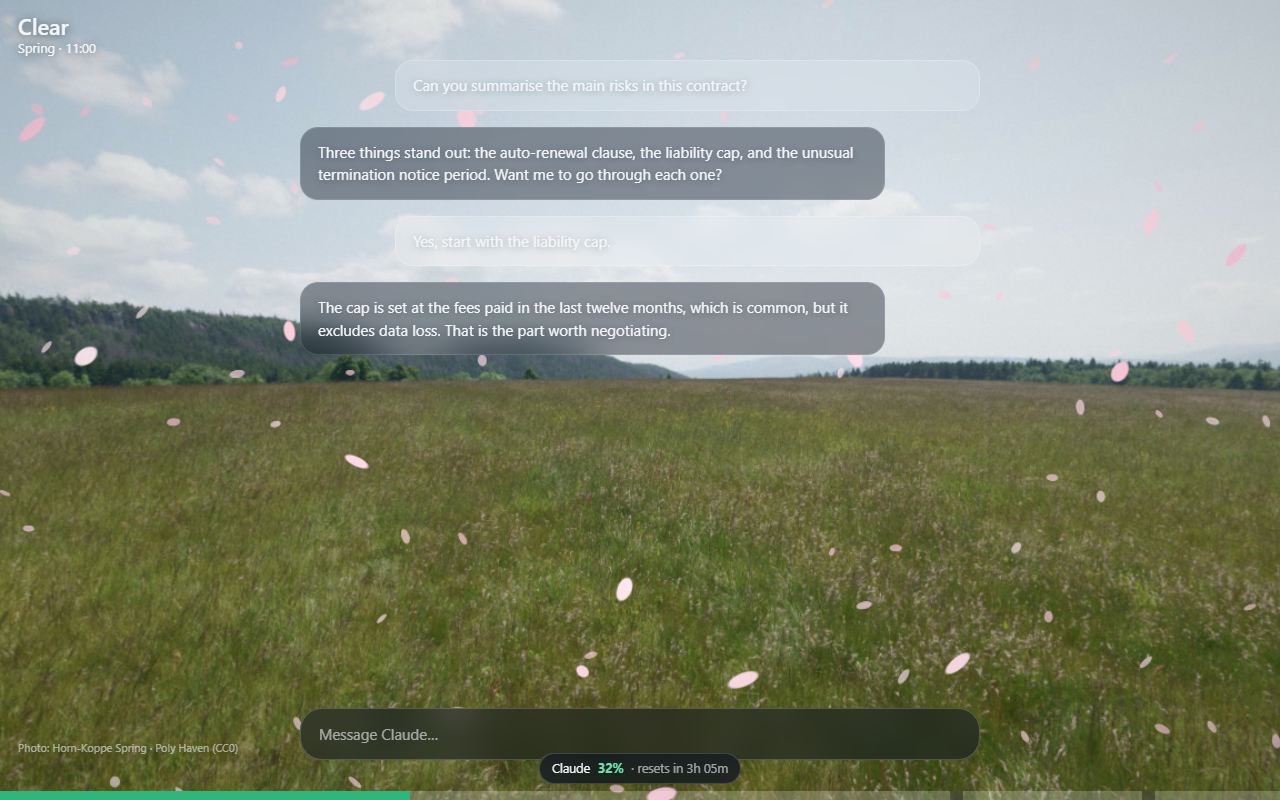 Clear
Spring · 11:00
Can you summarise the main risks in this contract?
Three things stand out: the auto-renewal clause, the liability cap, and the unusual
termination notice period. Want me to go through each one?
Yes, start with the liability cap.
The cap is set at the fees paid in the last twelve months, which is common, but it
excludes data loss. That is the part worth negotiating.
Message Claude...
Photo: Horn-Koppe Spring · Poly Haven (CC0)
Claude 32% · resets in 3h 05m